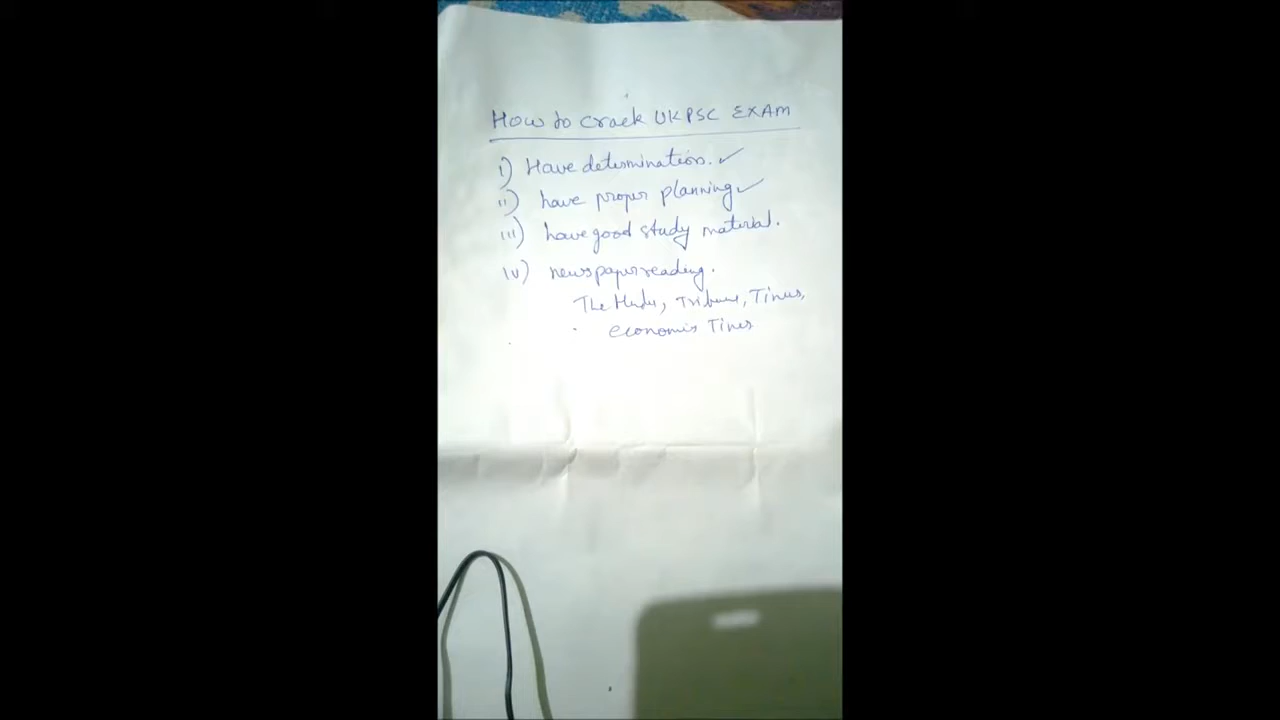 How to crack UKPSC EXAM
i) Have determination. ✓
ii) have proper planning ✓
iii) have good study material.
iv) newspaper reading.
The Hindu, Tribune, Times,
economis Times